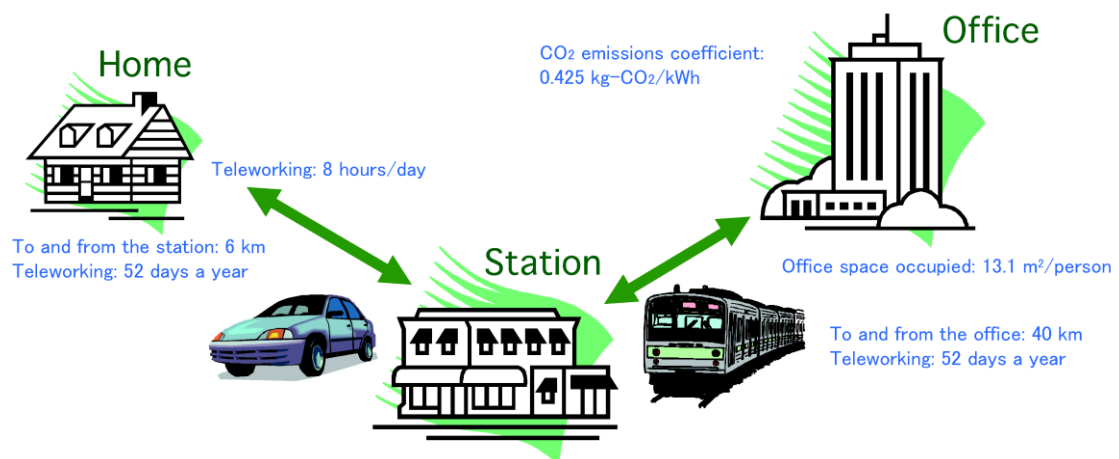 Home
Office
CO₂ emissions coefficient:
0.425 kg-CO₂/kWh
Teleworking: 8 hours/day
To and from the station: 6 km
Teleworking: 52 days a year
Station
Office space occupied: 13.1 m²/person
To and from the office: 40 km
Teleworking: 52 days a year